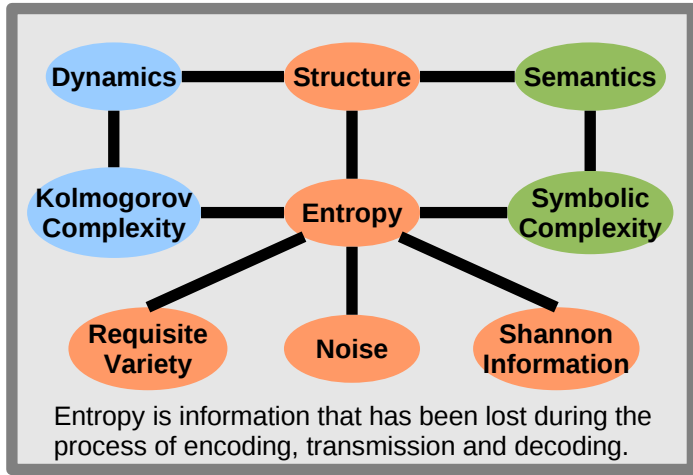 Dynamics
Structure
Semantics
Kolmogorov
Complexity
Entropy
Symbolic
Complexity
Requisite
Variety
Noise
Shannon
Information
Entropy is information that has been lost during the
process of encoding, transmission and decoding.